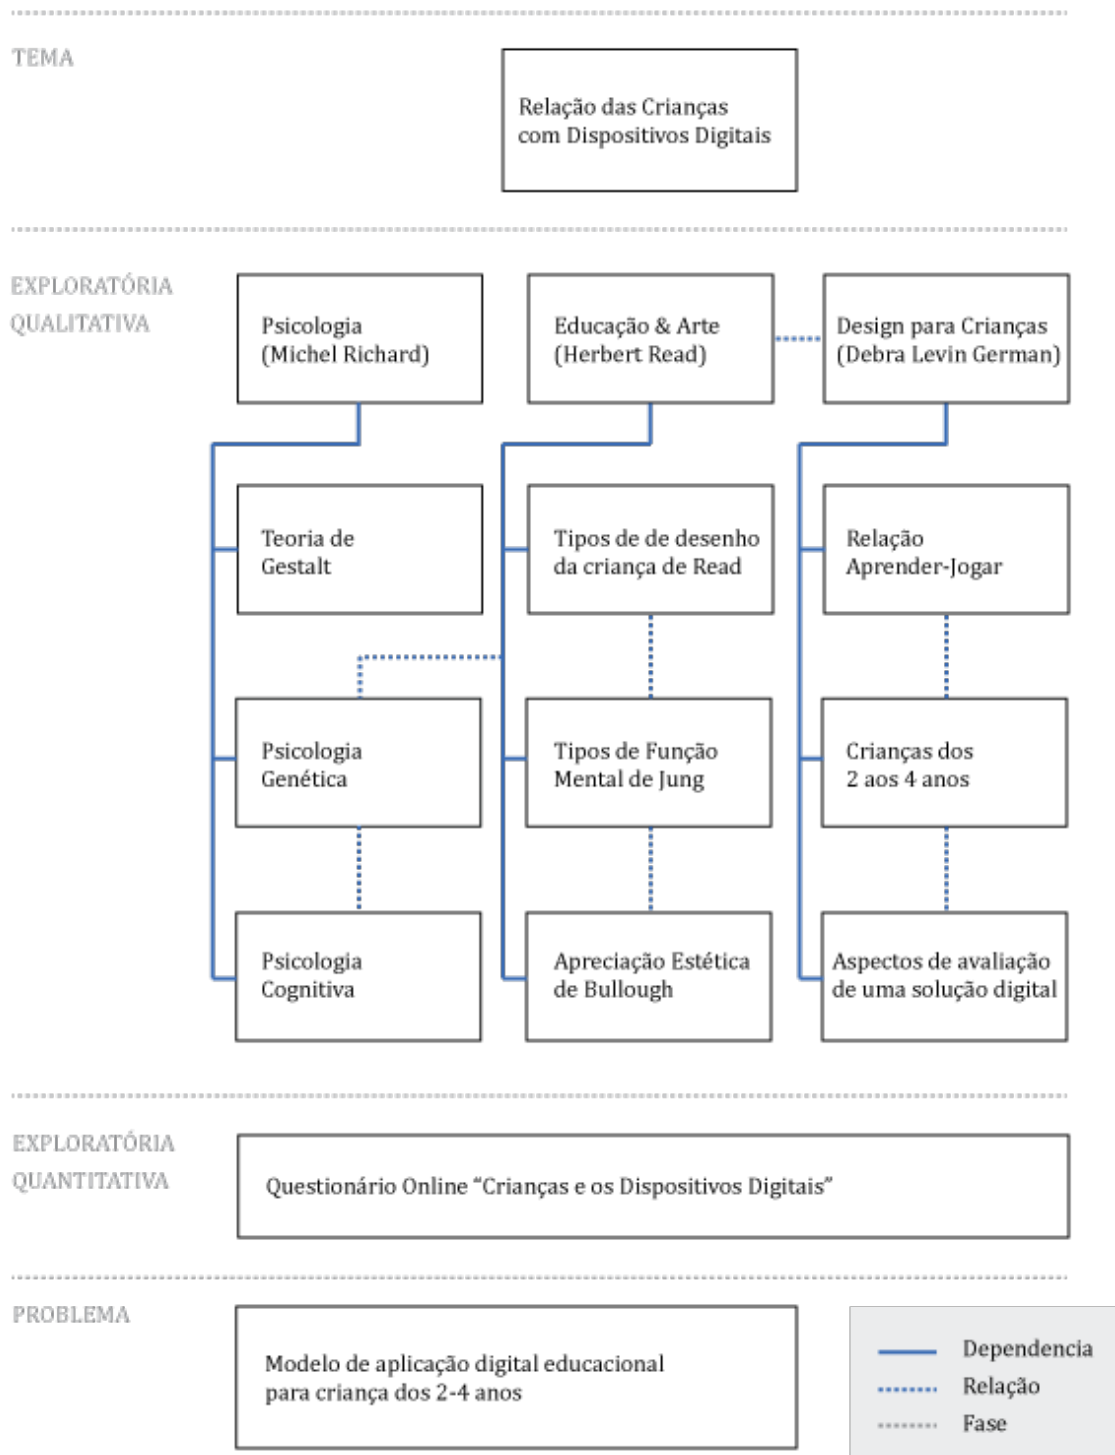 TEMA
Relação das Crianças
com Dispositivos Digitais
EXPLORATÓRIA
QUALITATIVA
Psicologia
(Michel Richard)
Educação & Arte
(Herbert Read)
Design para Crianças
(Debra Levin German)
Teoria de
Gestalt
Tipos de de desenho
da criança de Read
Relação
Aprender-Jogar
Psicologia
Genética
Tipos de Função
Mental de Jung
Crianças dos
2 aos 4 anos
Psicologia
Cognitiva
Apreciação Estética
de Bullough
Aspectos de avaliação
de uma solução digital
EXPLORATÓRIA
QUANTITATIVA
Questionário Online “Crianças e os Dispositivos Digitais”
PROBLEMA
Modelo de aplicação digital educacional
para criança dos 2-4 anos
Dependencia
Relação
Fase